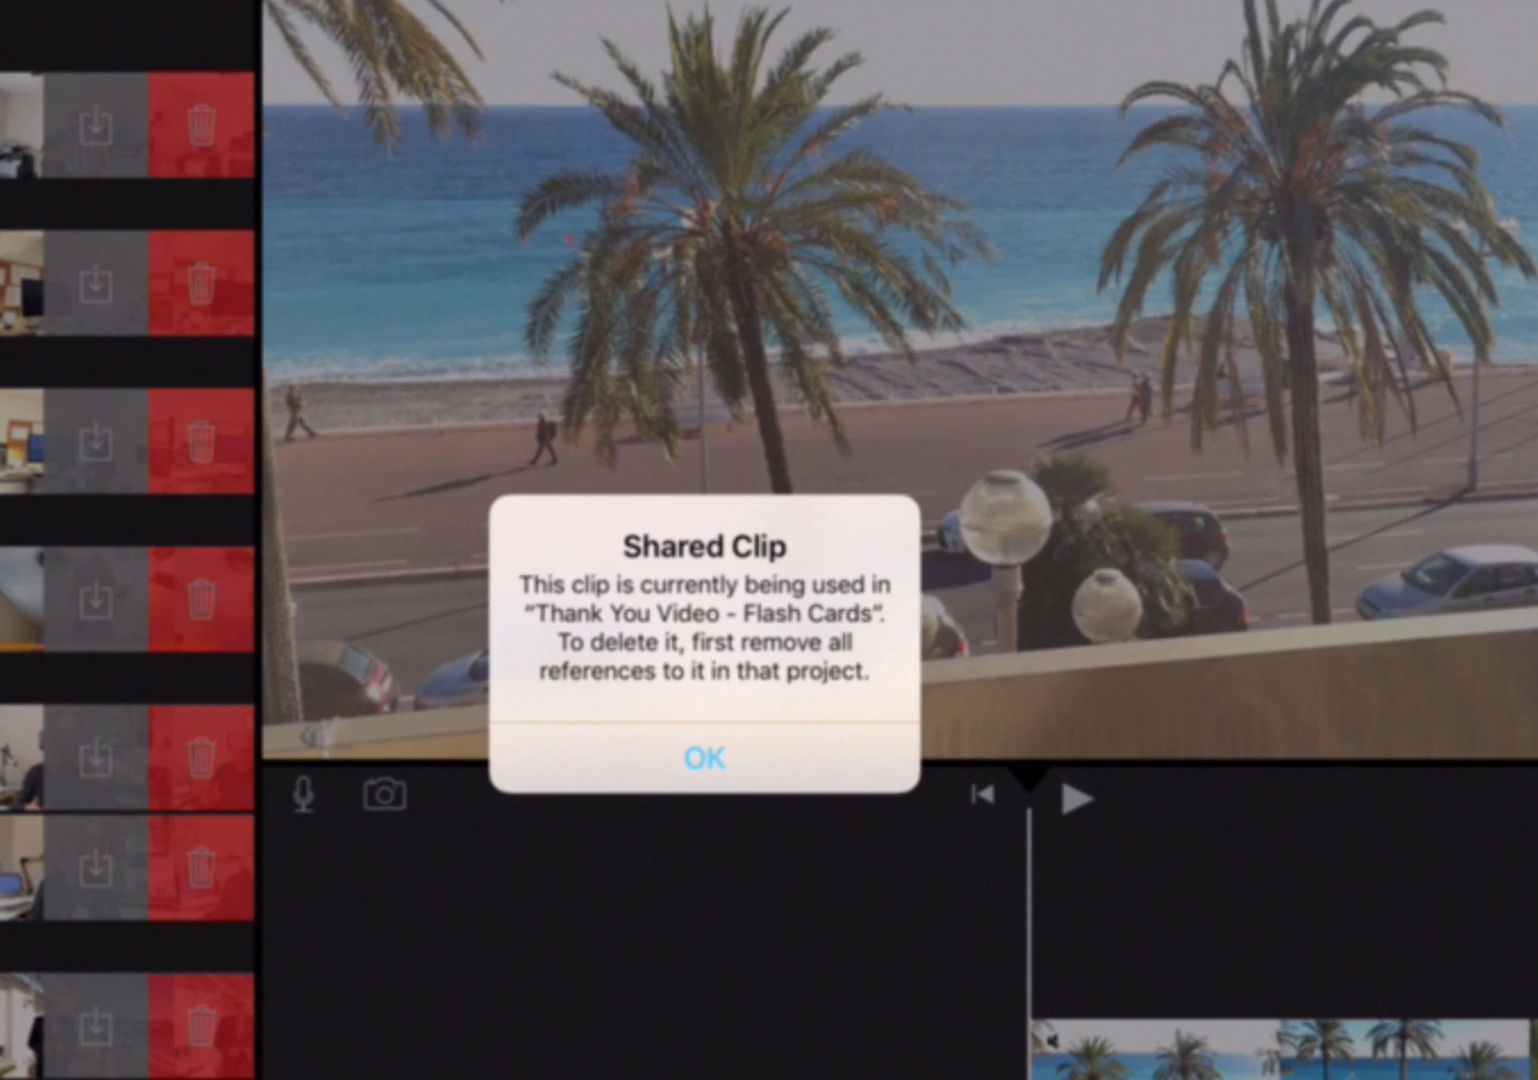 Shared Clip
This clip is currently being used in
“Thank You Video - Flash Cards”.
To delete it, first remove all
references to it in that project.
OK